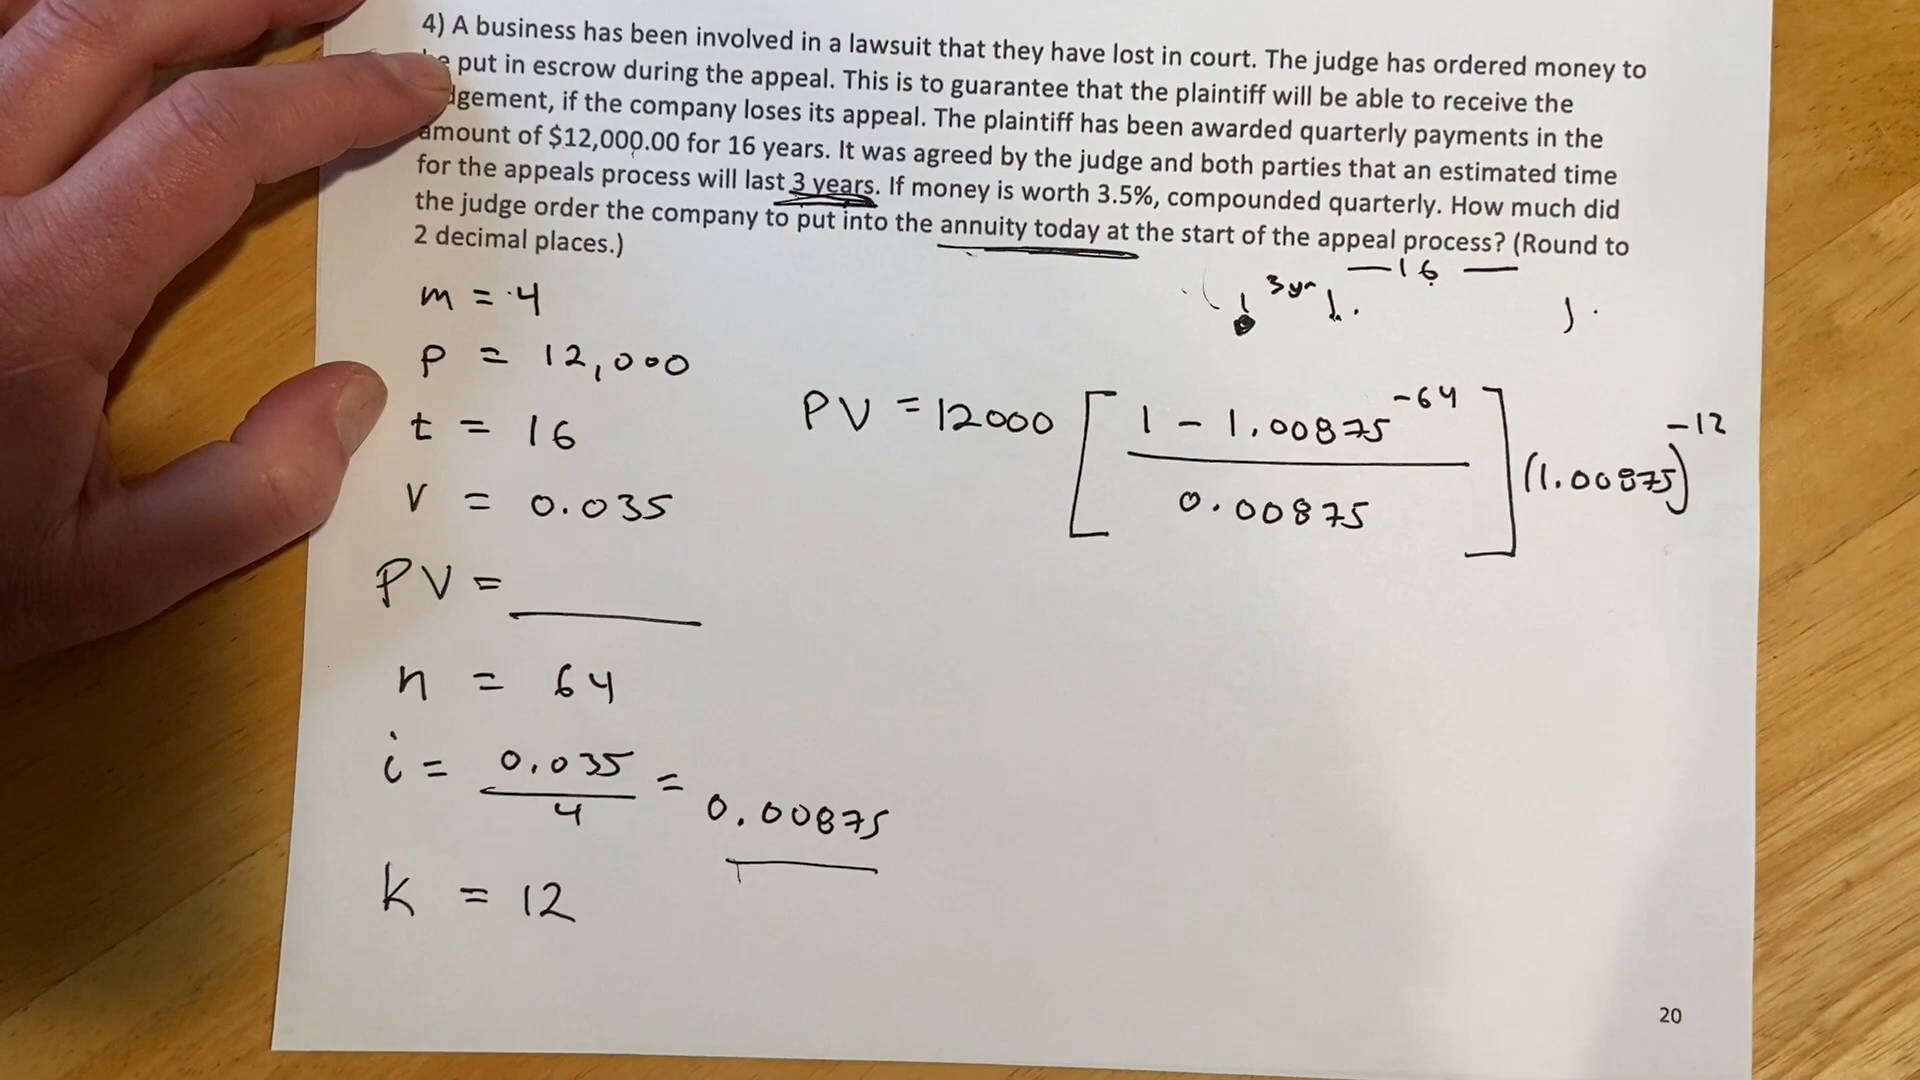 4) A business has been involved in a lawsuit that they have lost in court. The judge has ordered money to
put in escrow during the appeal. This is to guarantee that the plaintiff will be able to receive the
dgement, if the company loses its appeal. The plaintiff has been awarded quarterly payments in the
amount of $12,000.00 for 16 years. It was agreed by the judge and both parties that an estimated time
for the appeals process will last 3 years. If money is worth 3.5%, compounded quarterly. How much did
the judge order the company to put into the annuity today at the start of the appeal process? (Round to
2 decimal places.)
3yr 16
m = 4
P = 12,000
t = 16
r = 0.035
PV =
n = 64
i = 0.035/4 = 0.00875
k = 12
PV = 12000 [ (1 - 1.00875^-64) / 0.00875 ] (1.00875)^-12
20